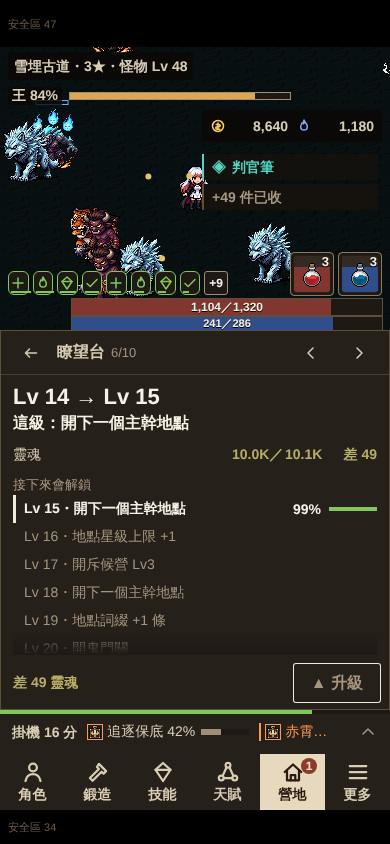 安全區 47
雪埋古道・3★・怪物 Lv 48
王 84%
8,640 1,180
◈ 判官筆
+49 件已收
3 3
+9
1,104／1,320
241／286
← 瞭望台 6/10
Lv 14 → Lv 15
這級：開下一個主幹地點
靈魂 10.0K／10.1K 差 49
接下來會解鎖
Lv 15・開下一個主幹地點 99%
Lv 16・地點星級上限 +1
Lv 17・開斥候營 Lv3
Lv 18・開下一個主幹地點
Lv 19・地點詞綴 +1 條
Lv 20・開鬼門關
差 49 靈魂 ▲ 升級
掛機 16 分 追逐保底 42% 赤霄…
1
角色 鍛造 技能 天賦 營地 更多
安全區 34